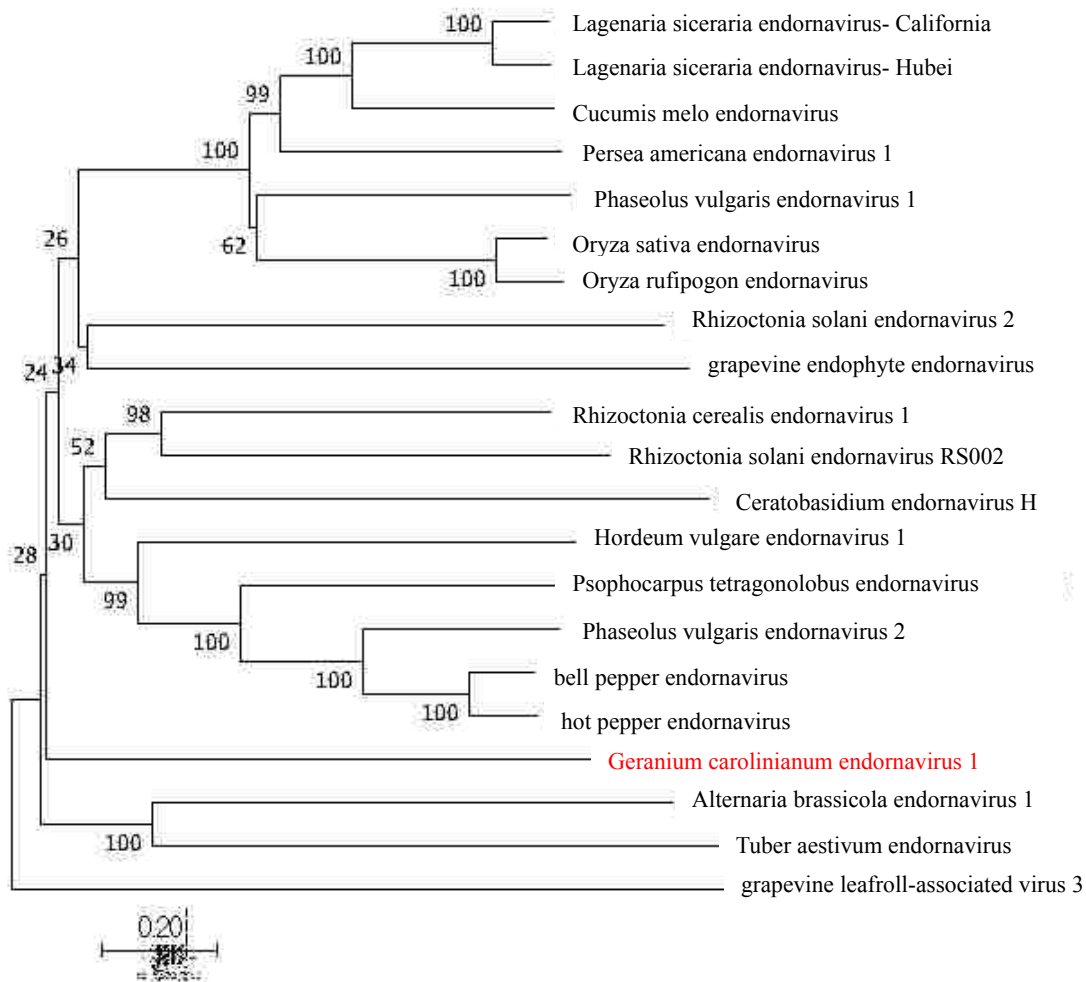 100
Lagenaria siceraria endornavirus- California
100
Lagenaria siceraria endornavirus- Hubei
99
Cucumis melo endornavirus
100
Persea americana endornavirus 1
Phaseolus vulgaris endornavirus 1
26
62
Oryza sativa endornavirus
100
Oryza rufipogon endornavirus
Rhizoctonia solani endornavirus 2
24
34
grapevine endophyte endornavirus
98
Rhizoctonia cerealis endornavirus 1
52
Rhizoctonia solani endornavirus RS002
Ceratobasidium endornavirus H
28
30
Hordeum vulgare endornavirus 1
99
Psophocarpus tetragonolobus endornavirus
100
Phaseolus vulgaris endornavirus 2
100
bell pepper endornavirus
100
hot pepper endornavirus
Geranium carolinianum endornavirus 1
Alternaria brassicola endornavirus 1
100
Tuber aestivum endornavirus
grapevine leafroll-associated virus 3
0.20